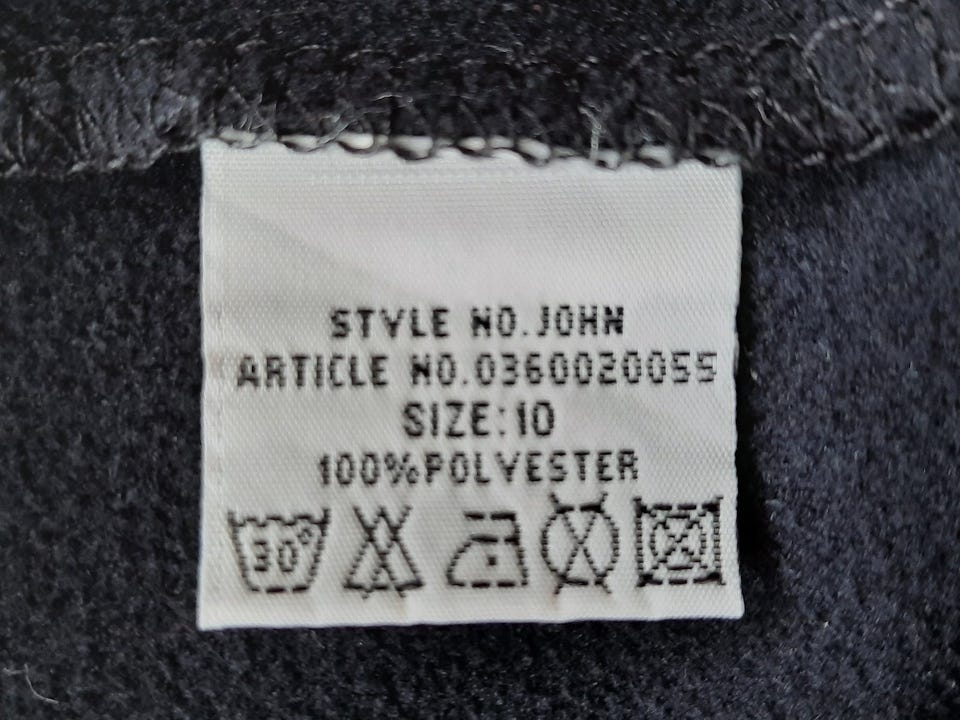 STYLE NO.JOHN
ARTICLE NO.0360020055
SIZE:10
100%POLYESTER
30°